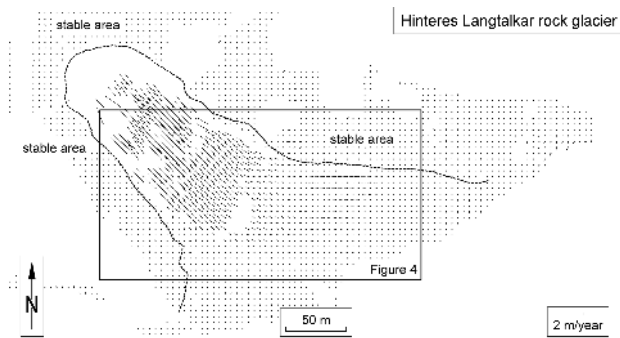 stable area
Hinteres Langtalkar rock glacier
stable area
stable area
Figure 4
N
50 m
2 m/year